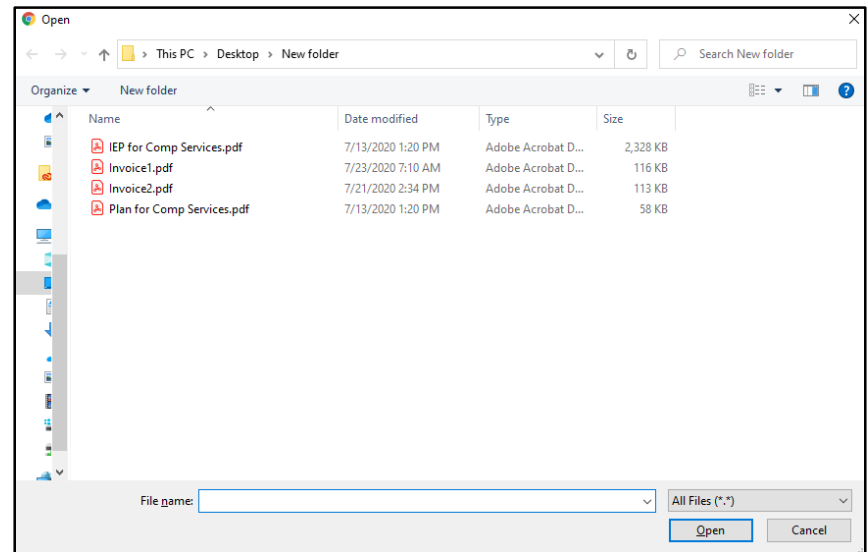 Open
This PC > Desktop > New folder
Search New folder
Organize New folder
Name Date modified Type Size
IEP for Comp Services.pdf 7/13/2020 1:20 PM Adobe Acrobat D... 2,328 KB
Invoice1.pdf 7/23/2020 7:10 AM Adobe Acrobat D... 116 KB
Invoice2.pdf 7/21/2020 2:34 PM Adobe Acrobat D... 113 KB
Plan for Comp Services.pdf 7/13/2020 1:20 PM Adobe Acrobat D... 58 KB
File name: All Files (*.*)
Open Cancel